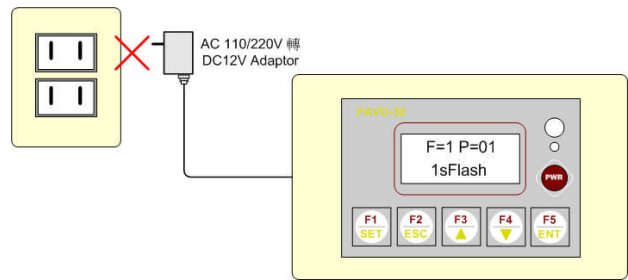 AC 110/220V 轉
DC12V Adaptor
PAVO-32
F=1 P=01
1sFlash
PWR
F1
SET
F2
ESC
F3
F4
F5
ENT